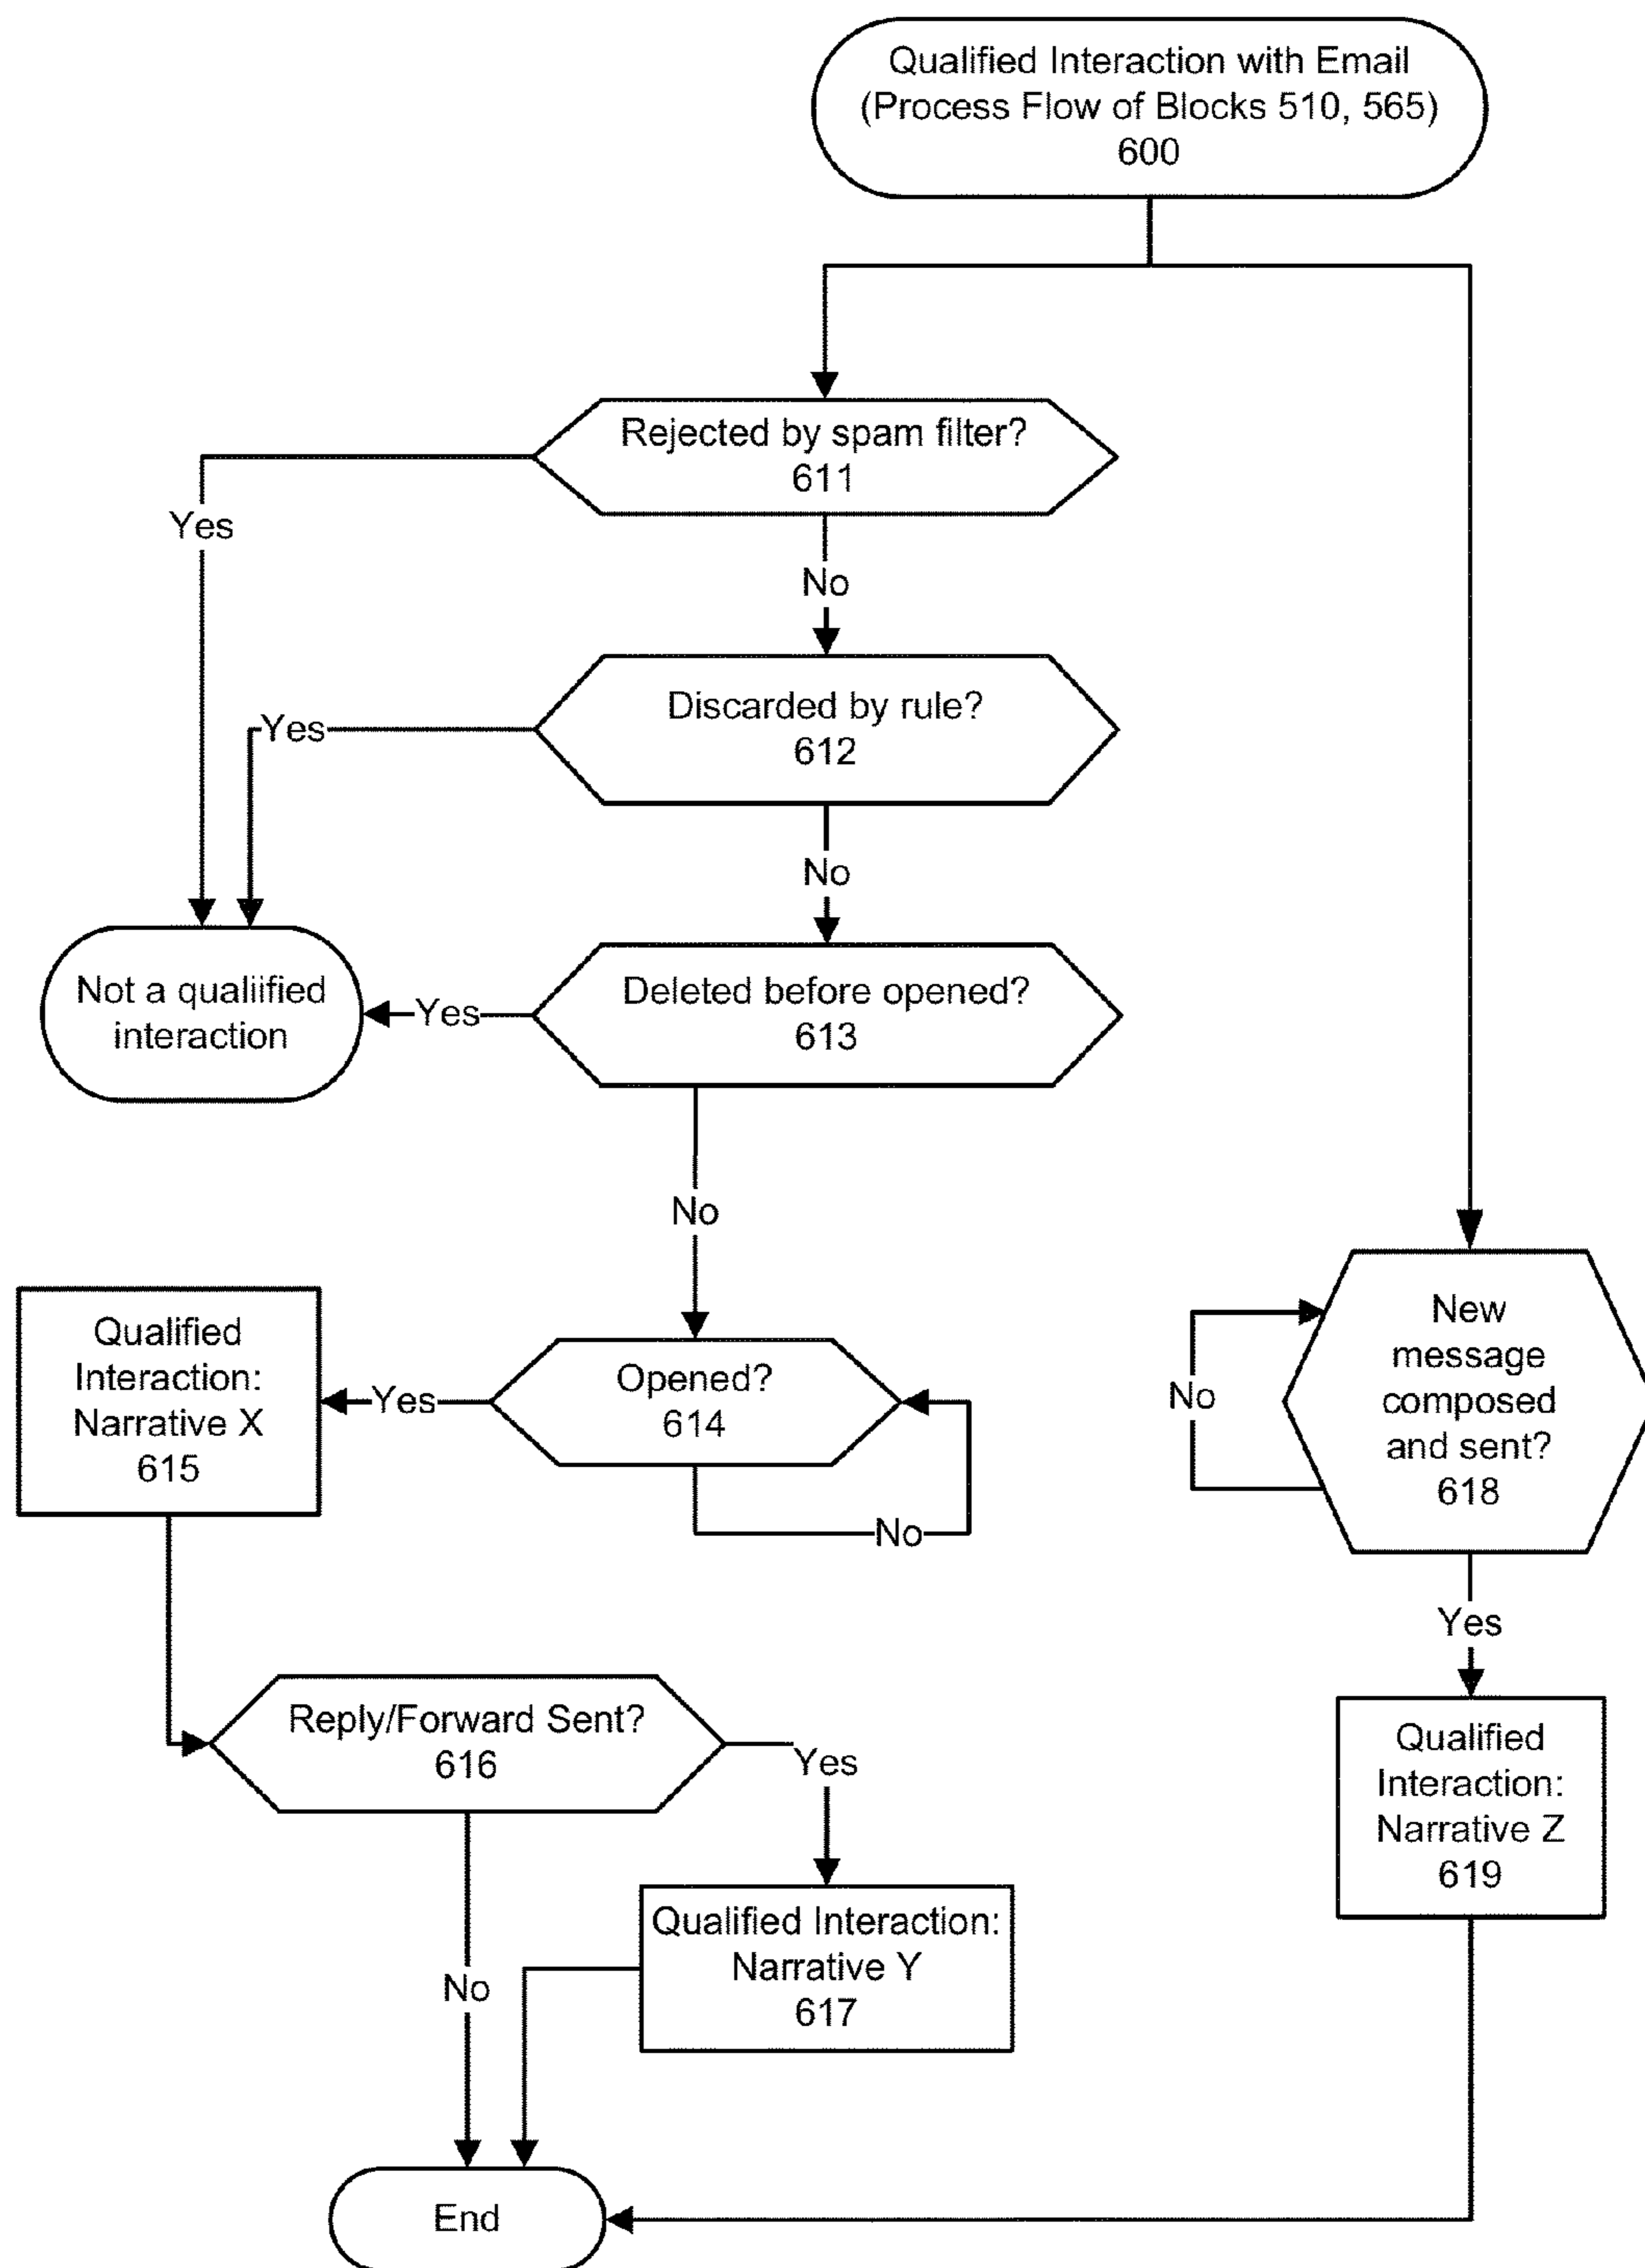 Qualified Interaction with Email
(Process Flow of Blocks 510, 565)
600
Rejected by spam filter?
611
Yes
No
Discarded by rule?
612
Yes
No
Not a qualiified
interaction
Yes
Deleted before opened?
613
No
Qualified
Interaction:
Narrative X
615
Yes
Opened?
614
No
New
message
composed
and sent?
618
No
Yes
Reply/Forward Sent?
616
Yes
No
Qualified Interaction:
Narrative Y
617
Qualified
Interaction:
Narrative Z
619
End